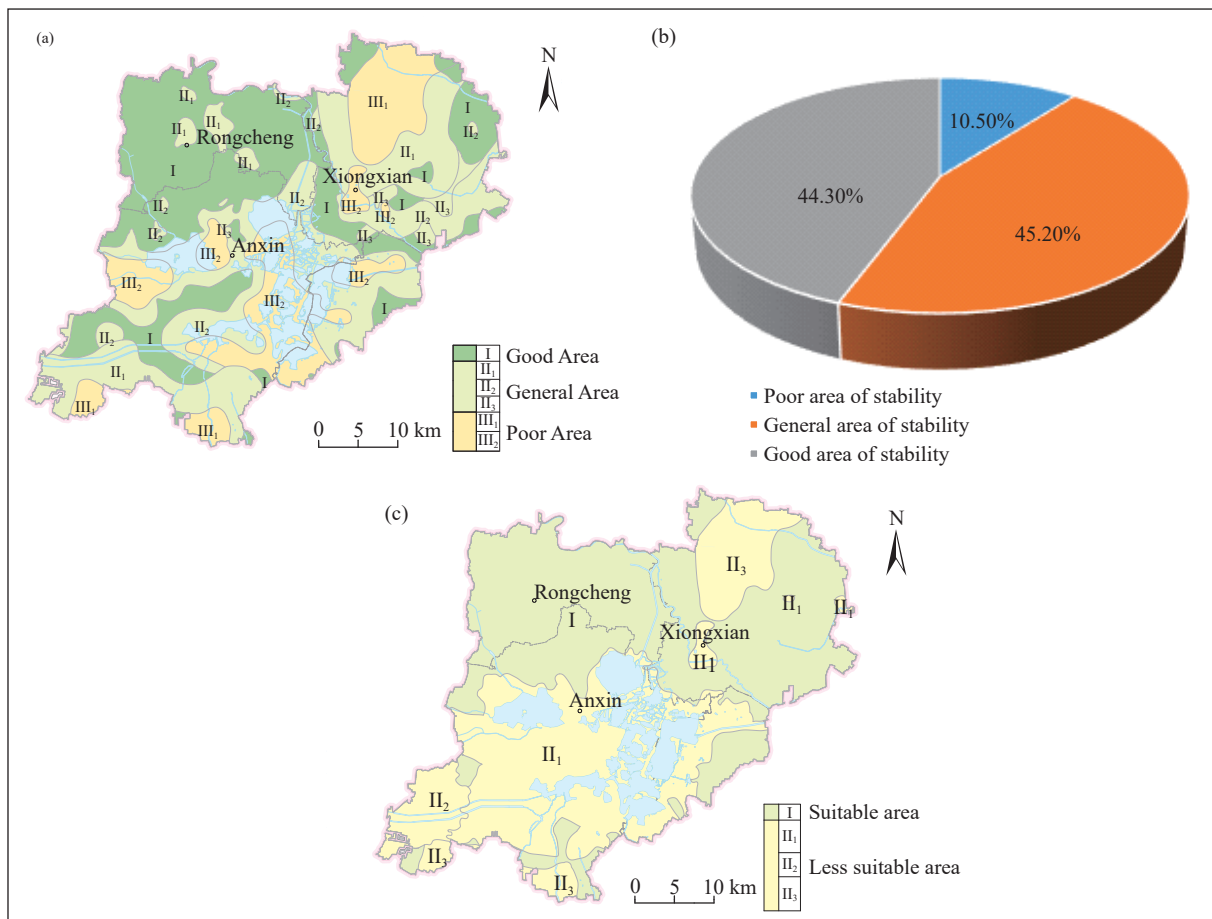 (a)
N
II₂
III₁
II₁
I
II₂
II₂
II₁
II₁
Rongcheng
II₁
II₁
I
Xiongxian
I
II₂
II₂
I
III₂
II₃
III₂
I
II₂
II₃
II₃
II₃
II₂
II₃
Anxin
III₂
III₂
III₂
III₂
I
II₂
I
II₂
II₁
I
III₁
III₁
0 5 10 km
I Good Area
II₁
II₂ General Area
II₃
III₁
III₂ Poor Area
(b)
10.50%
44.30%
45.20%
Poor area of stability
General area of stability
Good area of stability
(c)
N
II₃
Rongcheng
I
II₁
II₁
Xiongxian
II1
Anxin
II₁
II₂
II₃
II₃
0 5 10 km
I Suitable area
II₁
II₂ Less suitable area
II₃